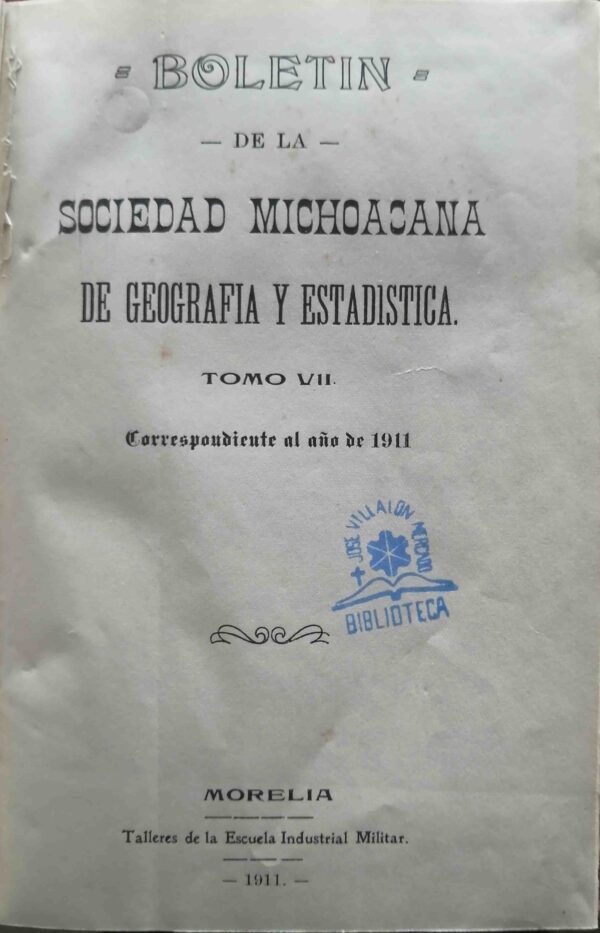 BOLETIN
— DE LA —
SOCIEDAD MICHOACANA
DE GEOGRAFIA Y ESTADISTICA.
TOMO VII.
Correspondiente al año de 1911
JOSE VILLALON MERCADO
BIBLIOTECA
MORELIA
Talleres de la Escuela Industrial Militar.
— 1911. —